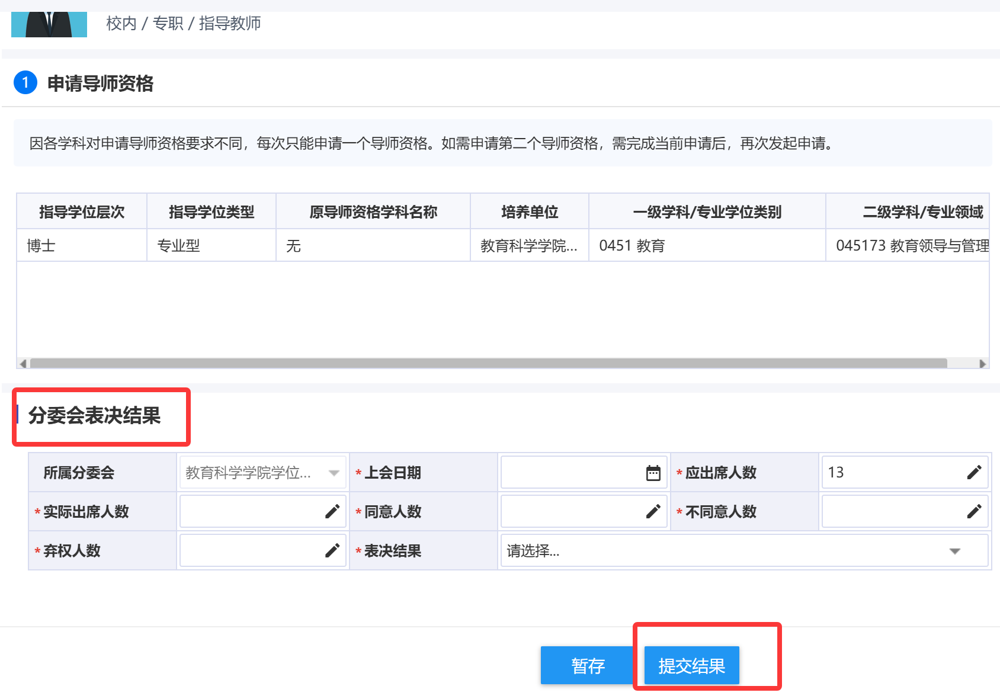 校内 / 专职 / 指导教师
1 申请导师资格
因各学科对申请导师资格要求不同，每次只能申请一个导师资格。如需申请第二个导师资格，需完成当前申请后，再次发起申请。
指导学位层次 指导学位类型 原导师资格学科名称 培养单位 一级学科/专业学位类别 二级学科/专业领域
博士 专业型 无 教育科学学院... 0451 教育 045173 教育领导与管理
分委会表决结果
所属分委会 教育科学学院学位... * 上会日期 * 应出席人数 13
* 实际出席人数 * 同意人数 * 不同意人数
* 弃权人数 * 表决结果 请选择...
暂存 提交结果